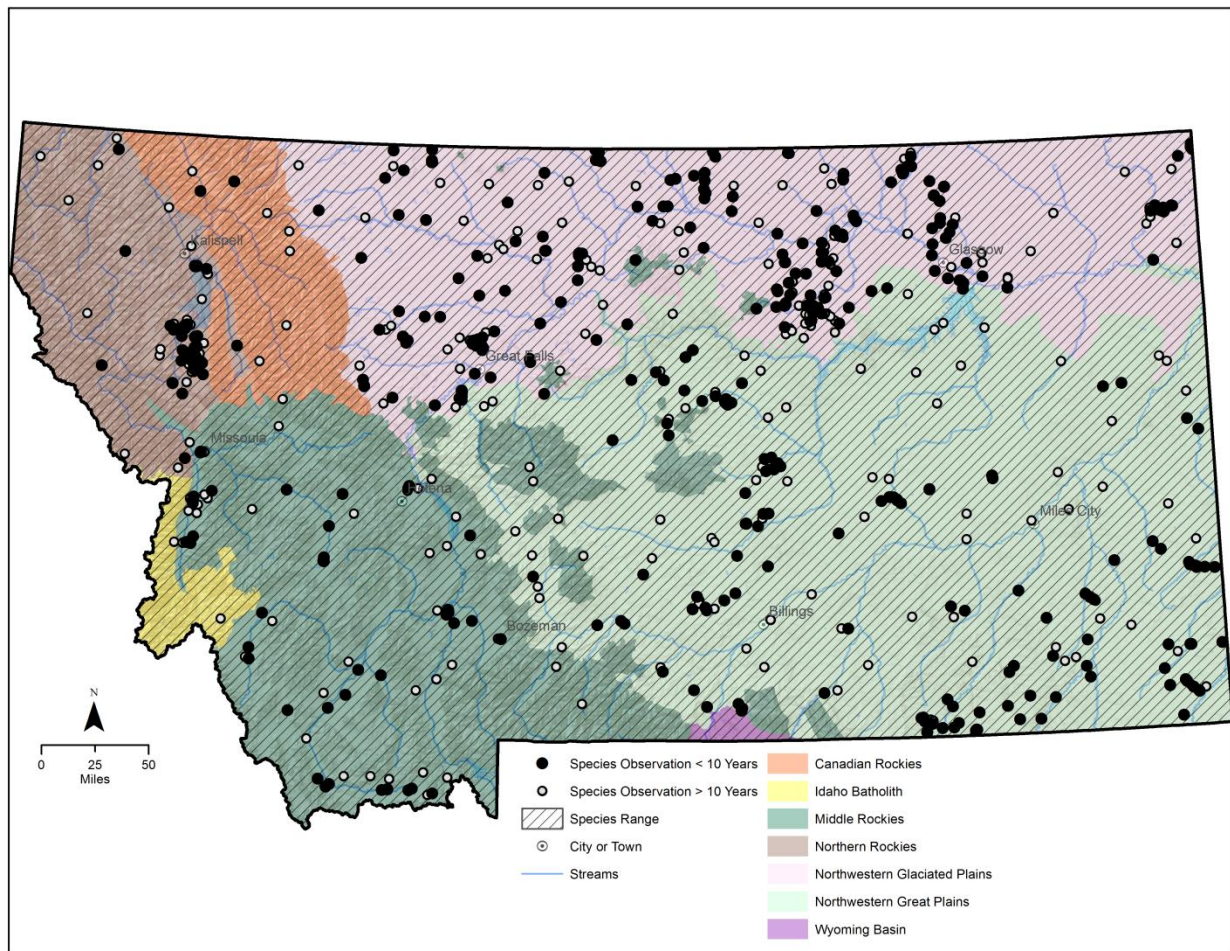 Kalispell
Glasgow
Great Falls
Missoula
Helena
Miles City
Billings
Bozeman
N
0 25 50
Miles
Species Observation < 10 Years
Species Observation > 10 Years
Species Range
City or Town
Streams
Canadian Rockies
Idaho Batholith
Middle Rockies
Northern Rockies
Northwestern Glaciated Plains
Northwestern Great Plains
Wyoming Basin